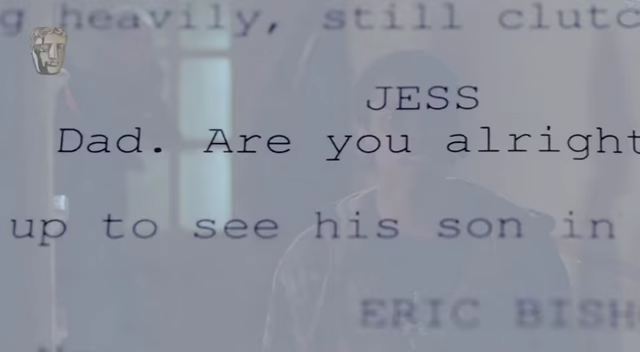 g heavily, still clutc
JESS
Dad. Are you alright
up to see his son in
ERIC BISH